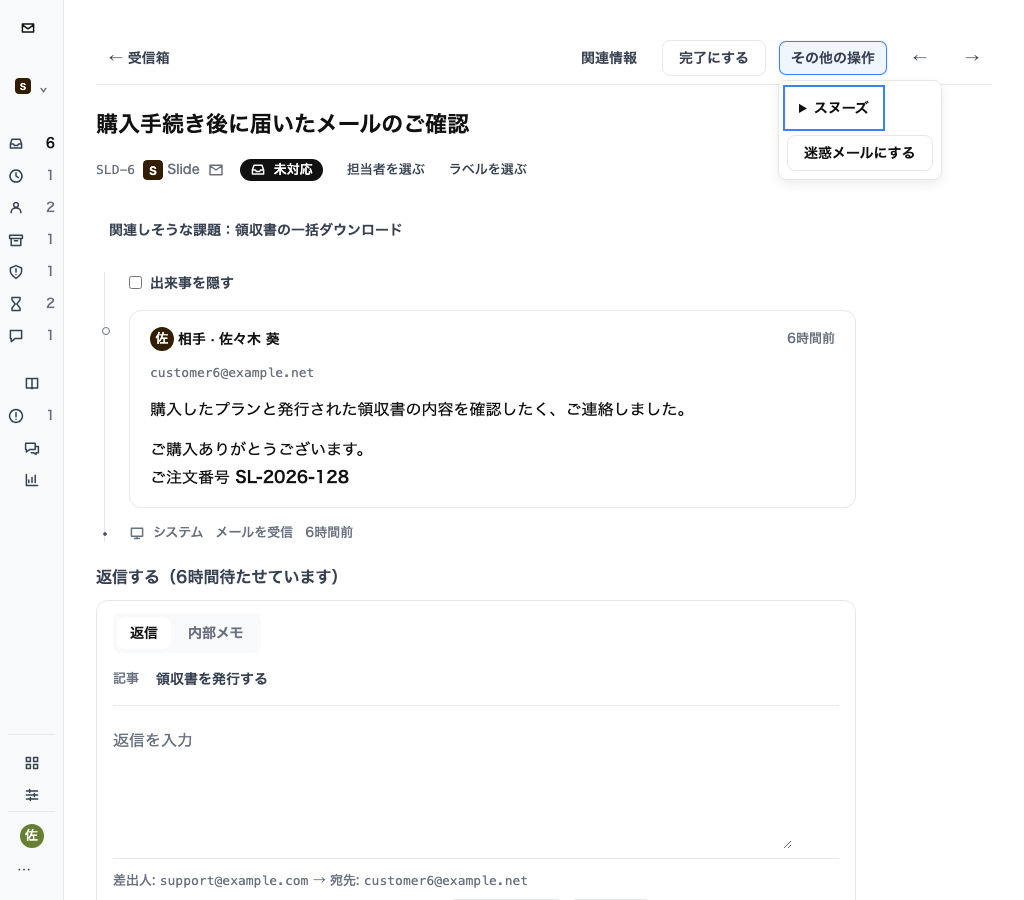 S
6
1
2
1
1
2
1
1
佐
…
← 受信箱
関連情報
完了にする
その他の操作
←
→
▶ スヌーズ
迷惑メールにする
購入手続き後に届いたメールのご確認
SLD-6 S Slide 未対応 担当者を選ぶ ラベルを選ぶ
関連しそうな課題：領収書の一括ダウンロード
出来事を隠す
佐 相手 · 佐々木 葵 6時間前
customer6@example.net
購入したプランと発行された領収書の内容を確認したく、ご連絡しました。
ご購入ありがとうございます。
ご注文番号 SL-2026-128
システム メールを受信 6時間前
返信する（6時間待たせています）
返信 内部メモ
記事 領収書を発行する
返信を入力
差出人: support@example.com → 宛先: customer6@example.net